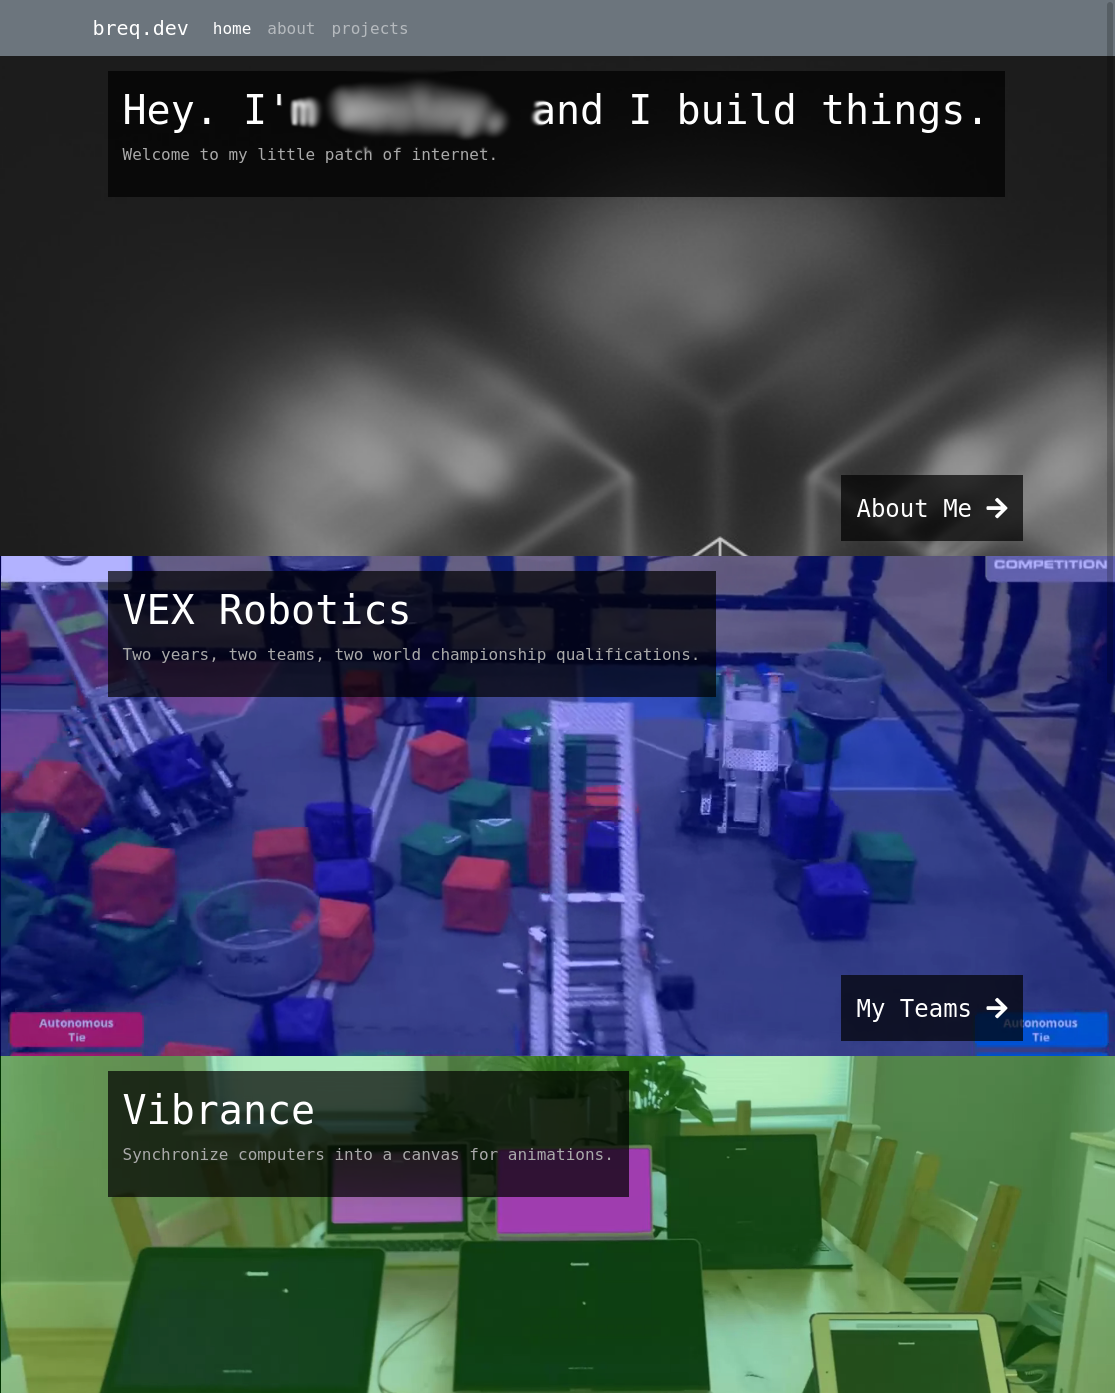 breq.dev home about projects
Hey. I'm and I build things.
Welcome to my little patch of internet.
About Me
COMPETITION
VEX Robotics
Two years, two teams, two world championship qualifications.
My Teams
Autonomous
Tie
Autonomous
Tie
Vibrance
Synchronize computers into a canvas for animations.